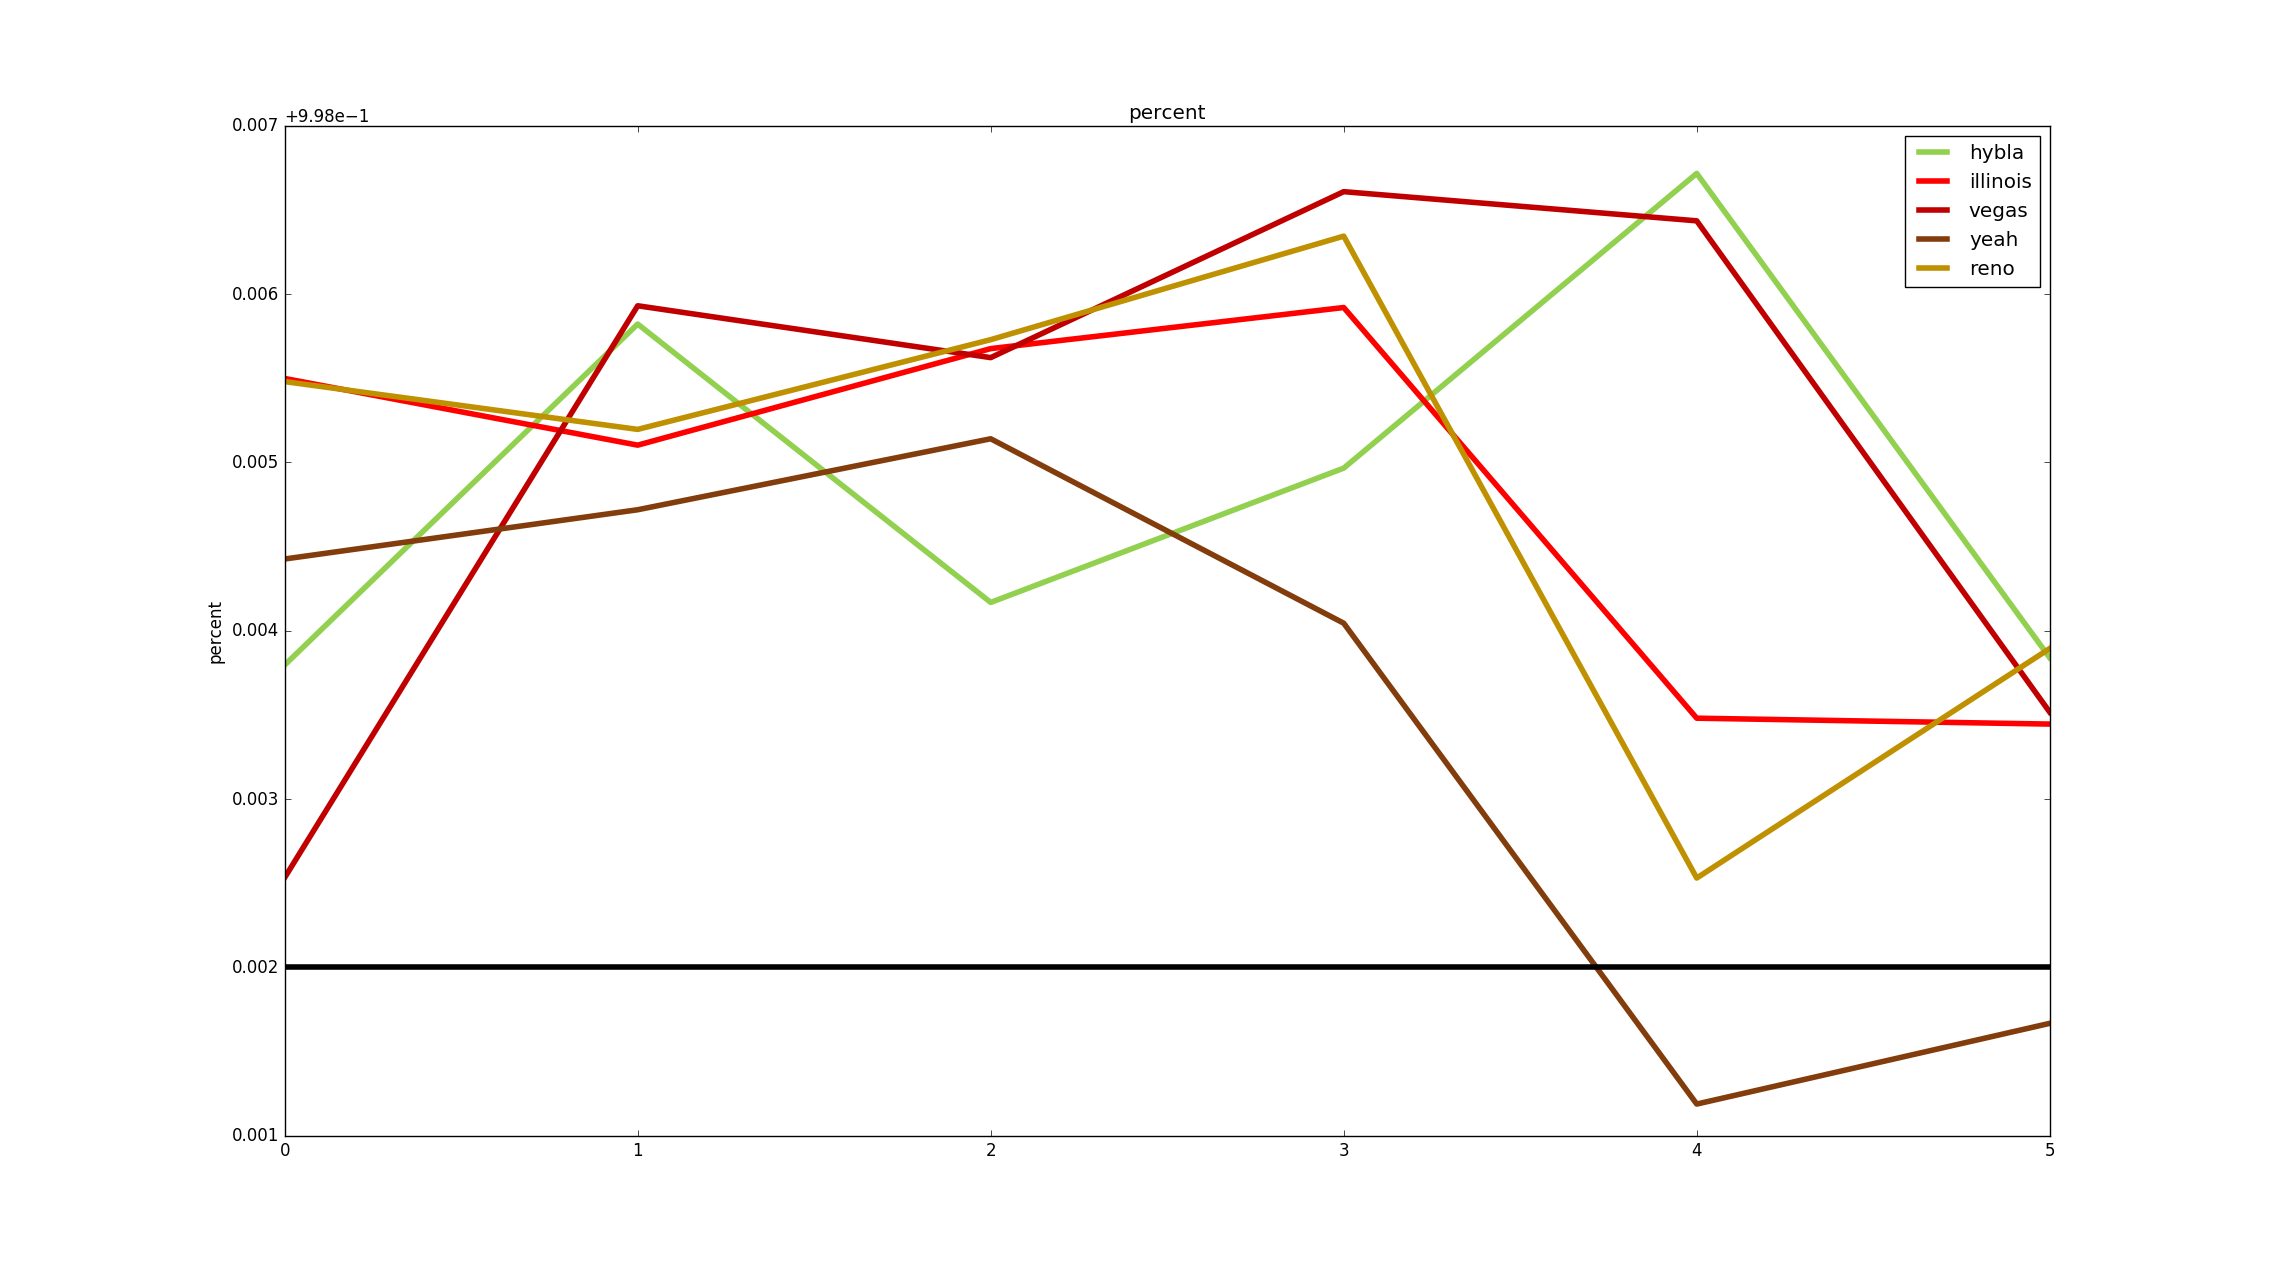 percent
+9.98e−1
0.007
0.006
0.005
0.004
0.003
0.002
0.001
percent
0 1 2 3 4 5
hybla
illinois
vegas
yeah
reno